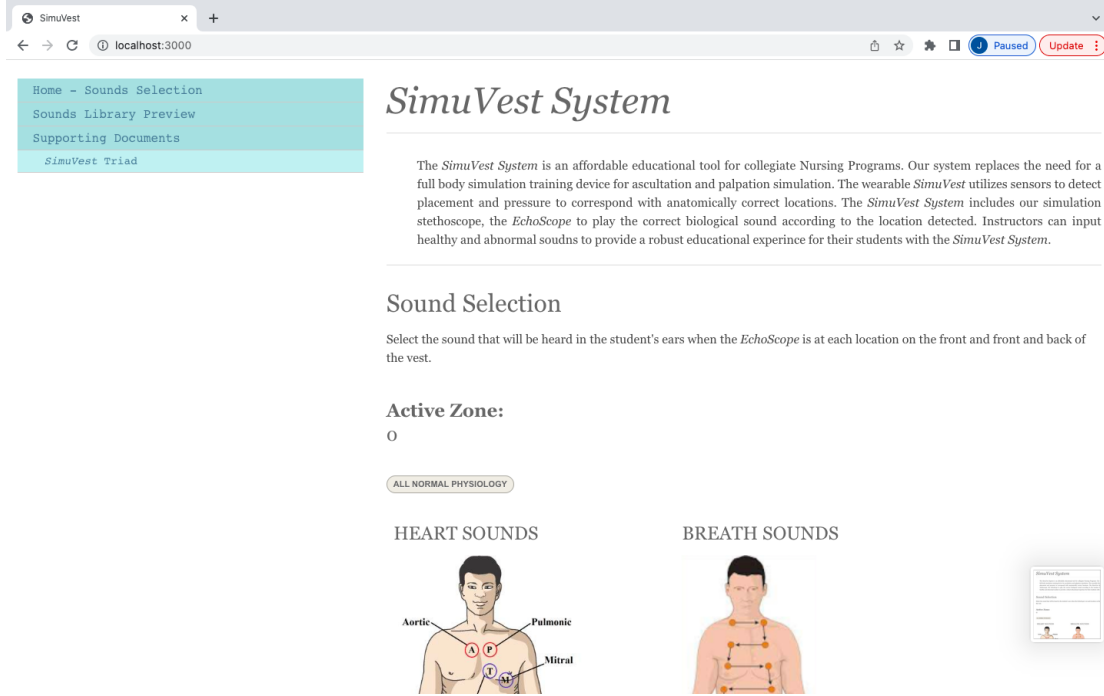 SimuVest
localhost:3000
J Paused
Update
Home - Sounds Selection
Sounds Library Preview
Supporting Documents
SimuVest Triad
SimuVest System
The SimuVest System is an affordable educational tool for collegiate Nursing Programs. Our system replaces the need for a
full body simulation training device for ascultation and palpation simulation. The wearable SimuVest utilizes sensors to detect
placement and pressure to correspond with anatomically correct locations. The SimuVest System includes our simulation
stethoscope, the EchoScope to play the correct biological sound according to the location detected. Instructors can input
healthy and abnormal soudns to provide a robust educational experince for their students with the SimuVest System.
Sound Selection
Select the sound that will be heard in the student's ears when the EchoScope is at each location on the front and front and back of
the vest.
Active Zone:
0
ALL NORMAL PHYSIOLOGY
HEART SOUNDS
BREATH SOUNDS
Aortic
Pulmonic
A P
Mitral
T
M